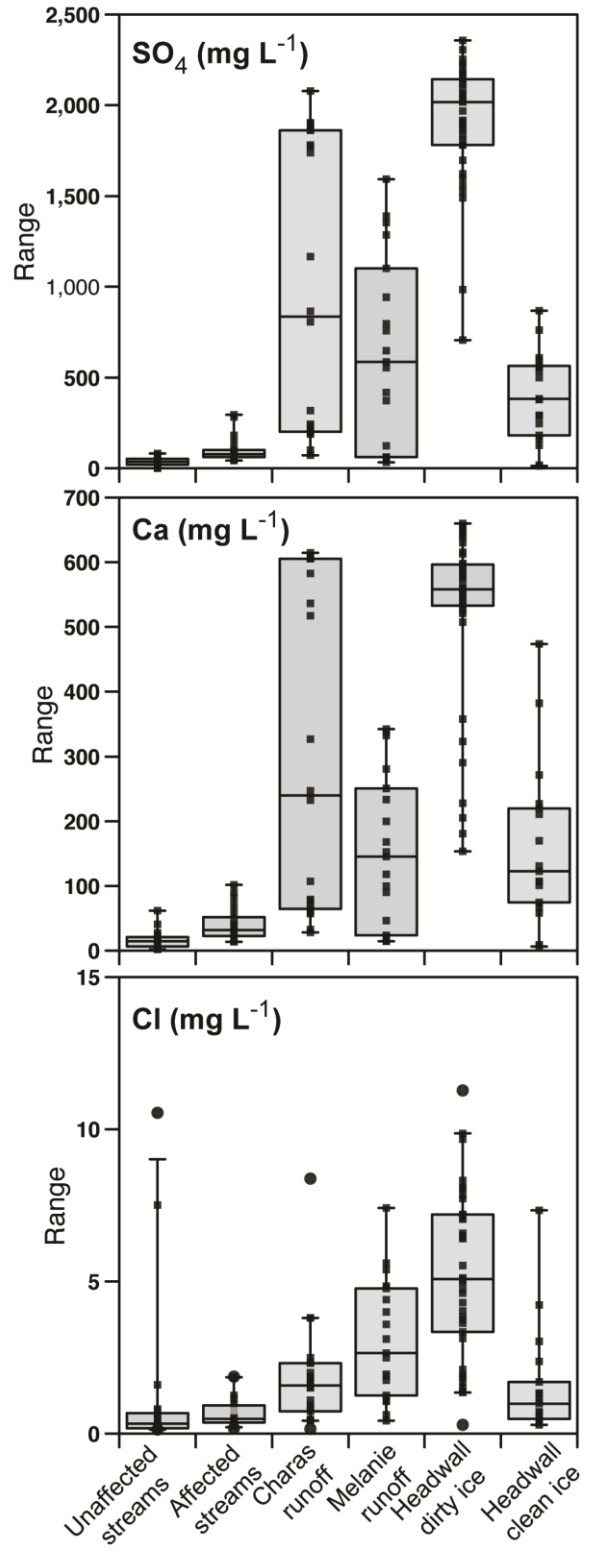 SO4 (mg L-1)
2,500
2,000
1,500
1,000
500
0
Range
Ca (mg L-1)
700
600
500
400
300
200
100
0
Range
Cl (mg L-1)
15
10
5
0
Range
Unaffected
streams
Affected
streams
Charas
runoff
Melanie
runoff
Headwall
dirty ice
Headwall
clean ice